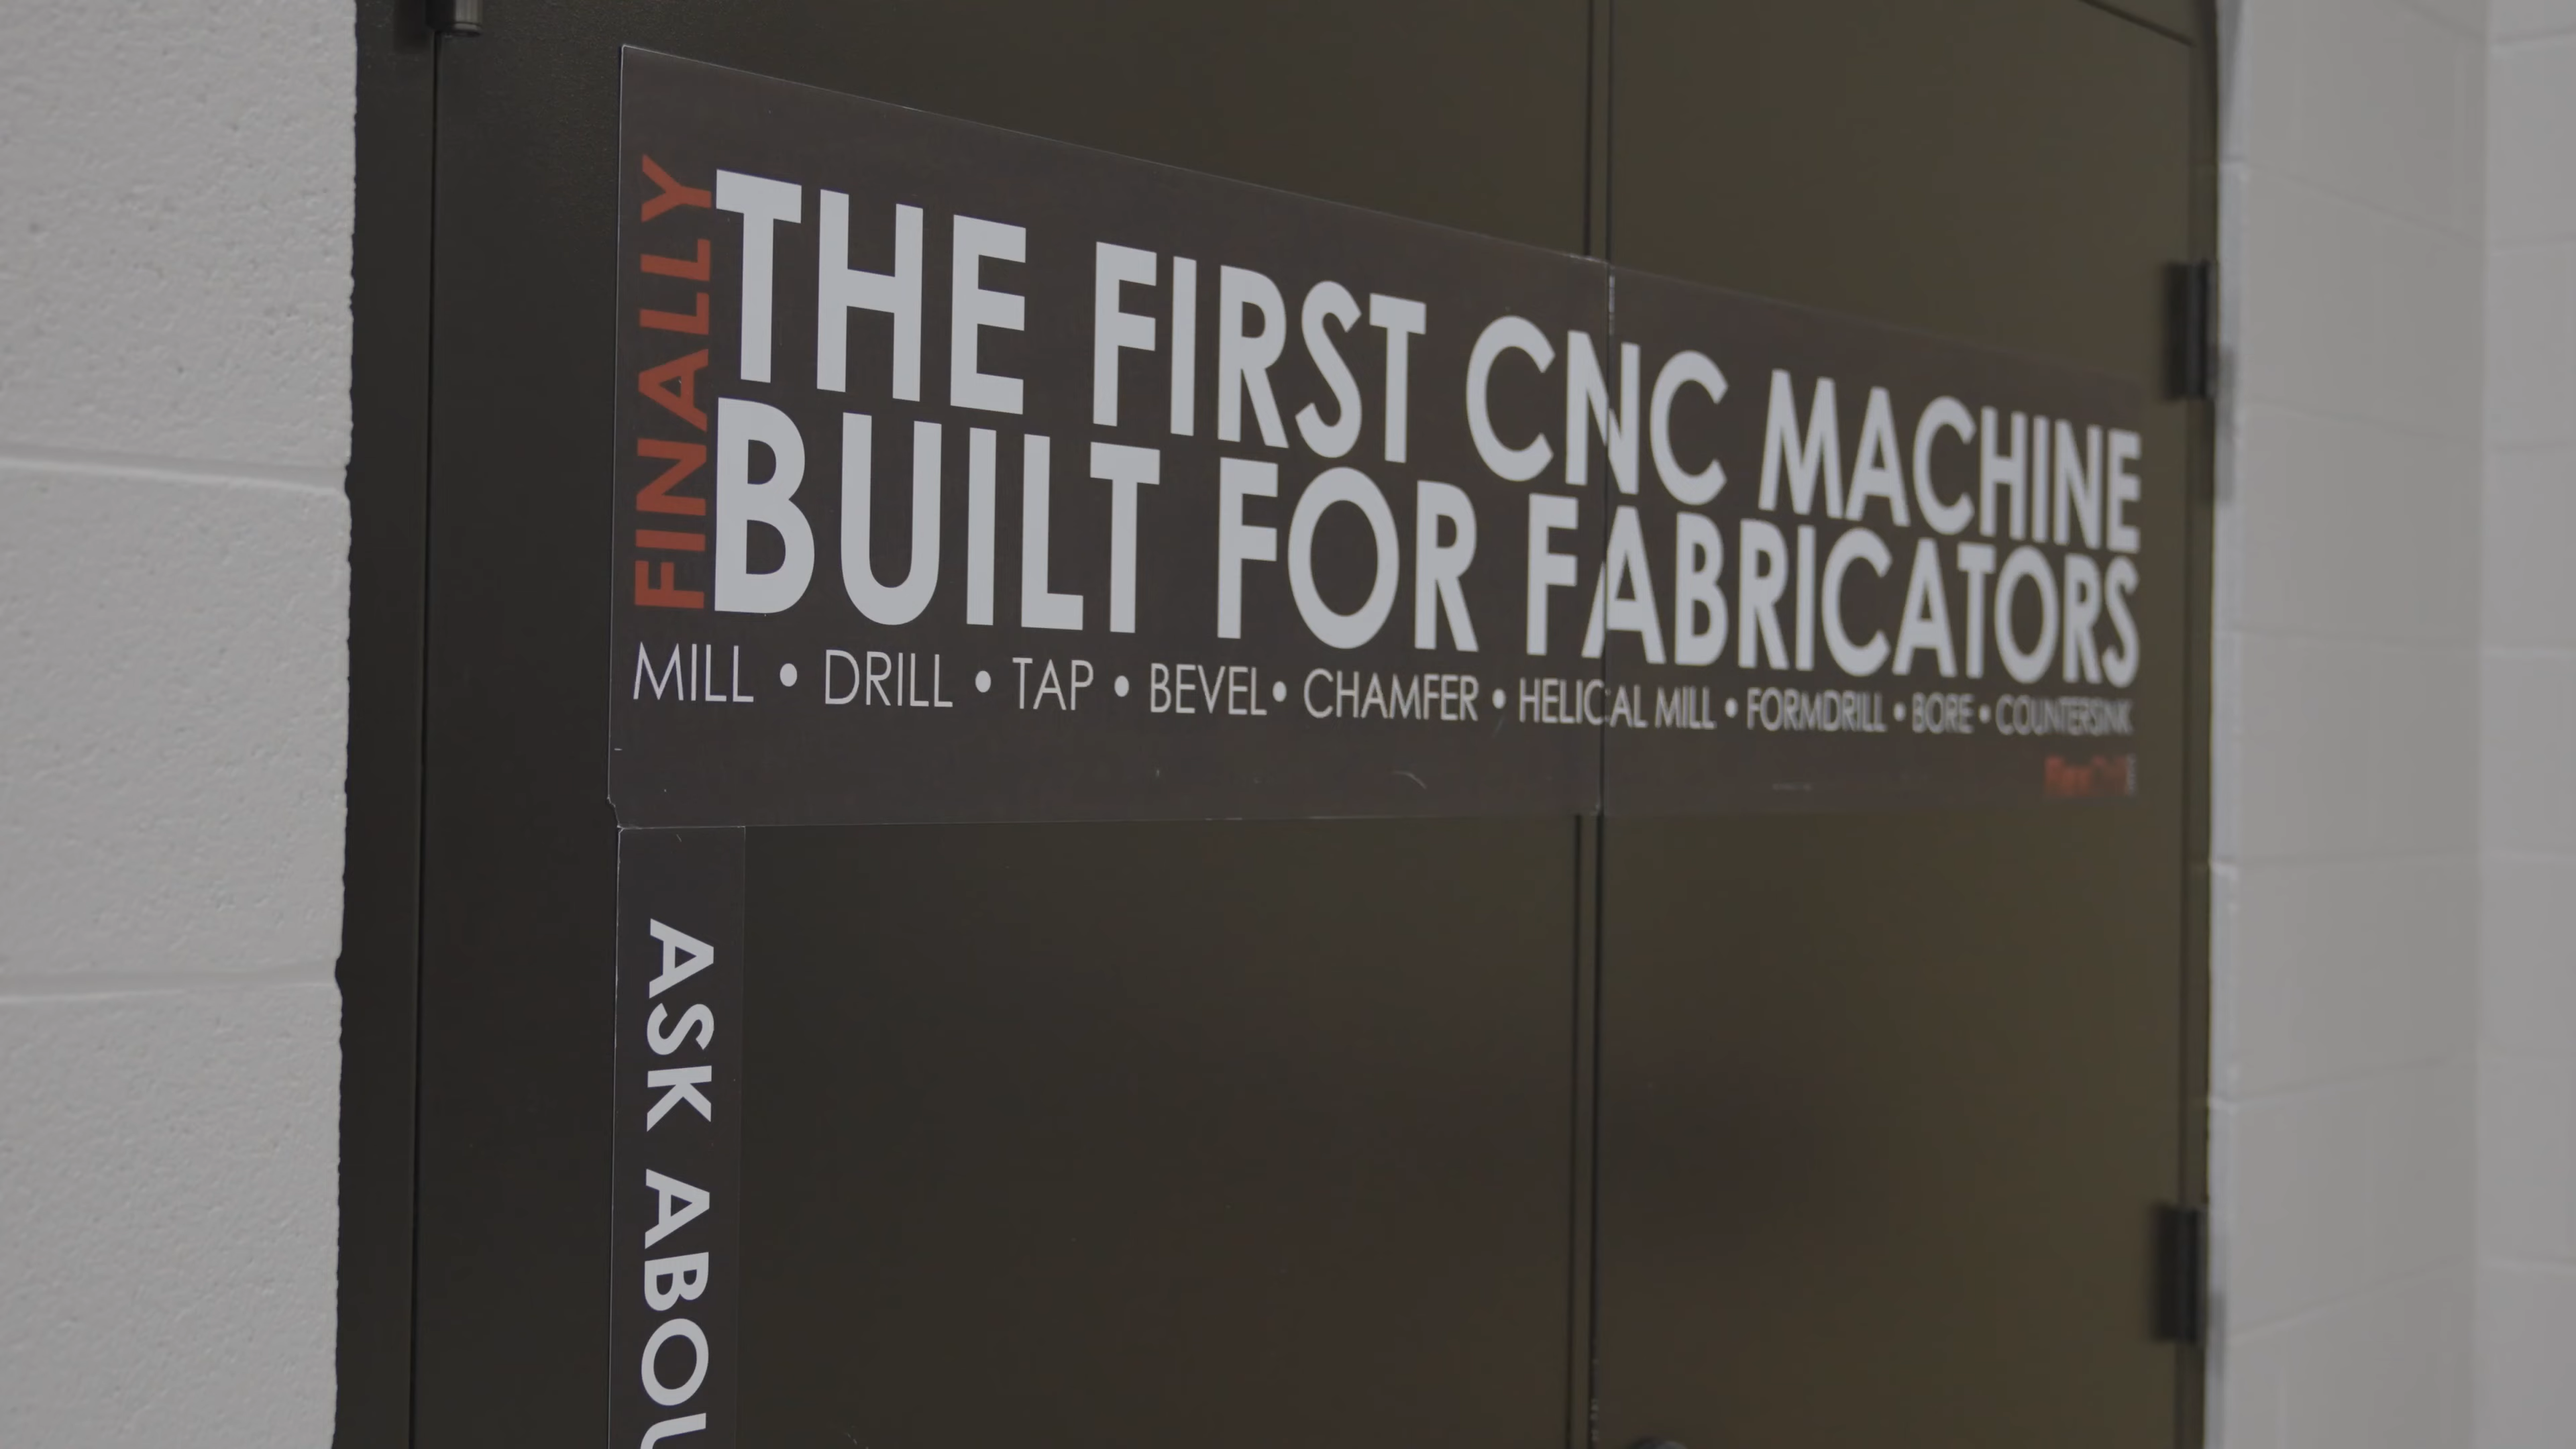 FINALLY
THE FIRST CNC MACHINE
BUILT FOR FABRICATORS
MILL • DRILL • TAP • BEVEL • CHAMFER • HELICAL MILL • FORMDRILL • BORE • COUNTERSINK
ASK ABOU